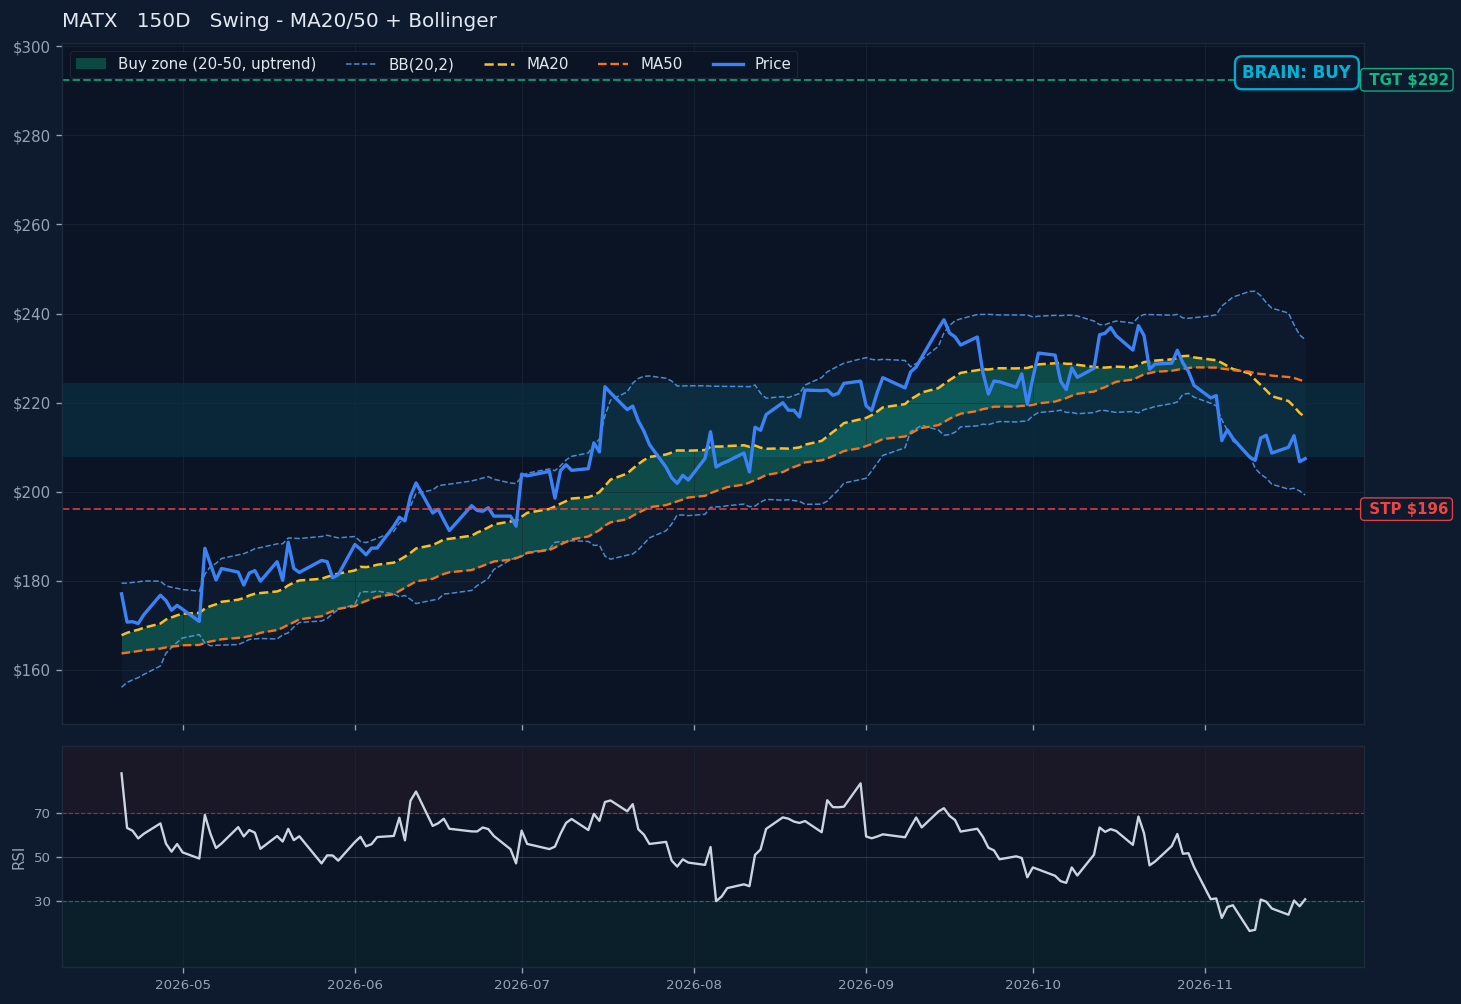 MATX 150D Swing - MA20/50 + Bollinger
$300
Buy zone (20-50, uptrend) BB(20,2) MA20 MA50 Price
BRAIN: BUY
TGT $292
$280
$260
$240
$220
$200
STP $196
$180
$160
70
50
30
RSI
2026-05 2026-06 2026-07 2026-08 2026-09 2026-10 2026-11